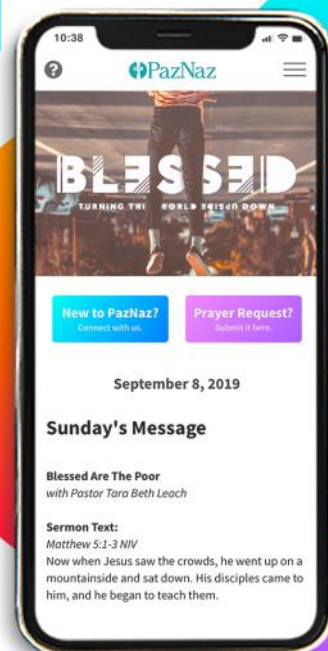 10:38
PazNaz
BLESSED
TURNING THE WORLD UPSIDE DOWN
New to PazNaz?
Connect with us.
Prayer Request?
Submit it here.
September 8, 2019
Sunday's Message
Blessed Are The Poor
with Pastor Tara Beth Leach
Sermon Text:
Matthew 5:1-3 NIV
Now when Jesus saw the crowds, he went up on a
mountainside and sat down. His disciples came to
him, and he began to teach them.